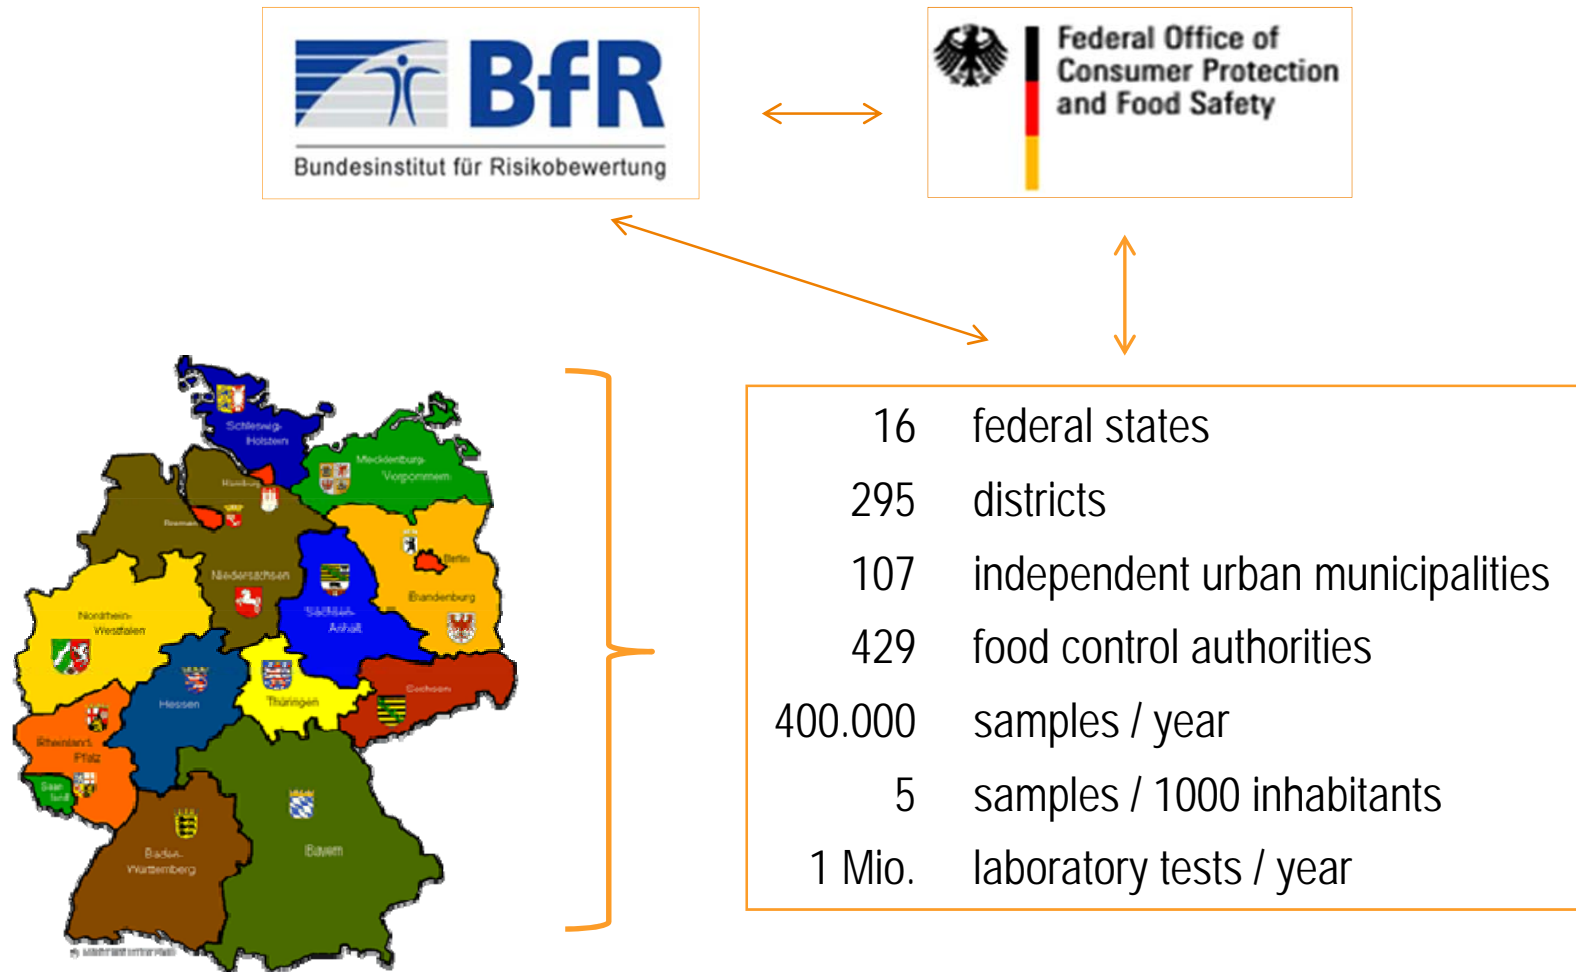 BfR
Bundesinstitut für Risikobewertung
Federal Office of
Consumer Protection
and Food Safety
Schleswig-
Holstein
Mecklenburg-
Vorpommern
Hamburg
Bremen
Niedersachsen
Berlin
Brandenburg
Sachsen-
Anhalt
Nordrhein-
Westfalen
Hessen
Thüringen
Sachsen
Rheinland-
Pfalz
Saar-
land
Baden-
Württemberg
Bayern
16 federal states
295 districts
107 independent urban municipalities
429 food control authorities
400.000 samples / year
5 samples / 1000 inhabitants
1 Mio. laboratory tests / year